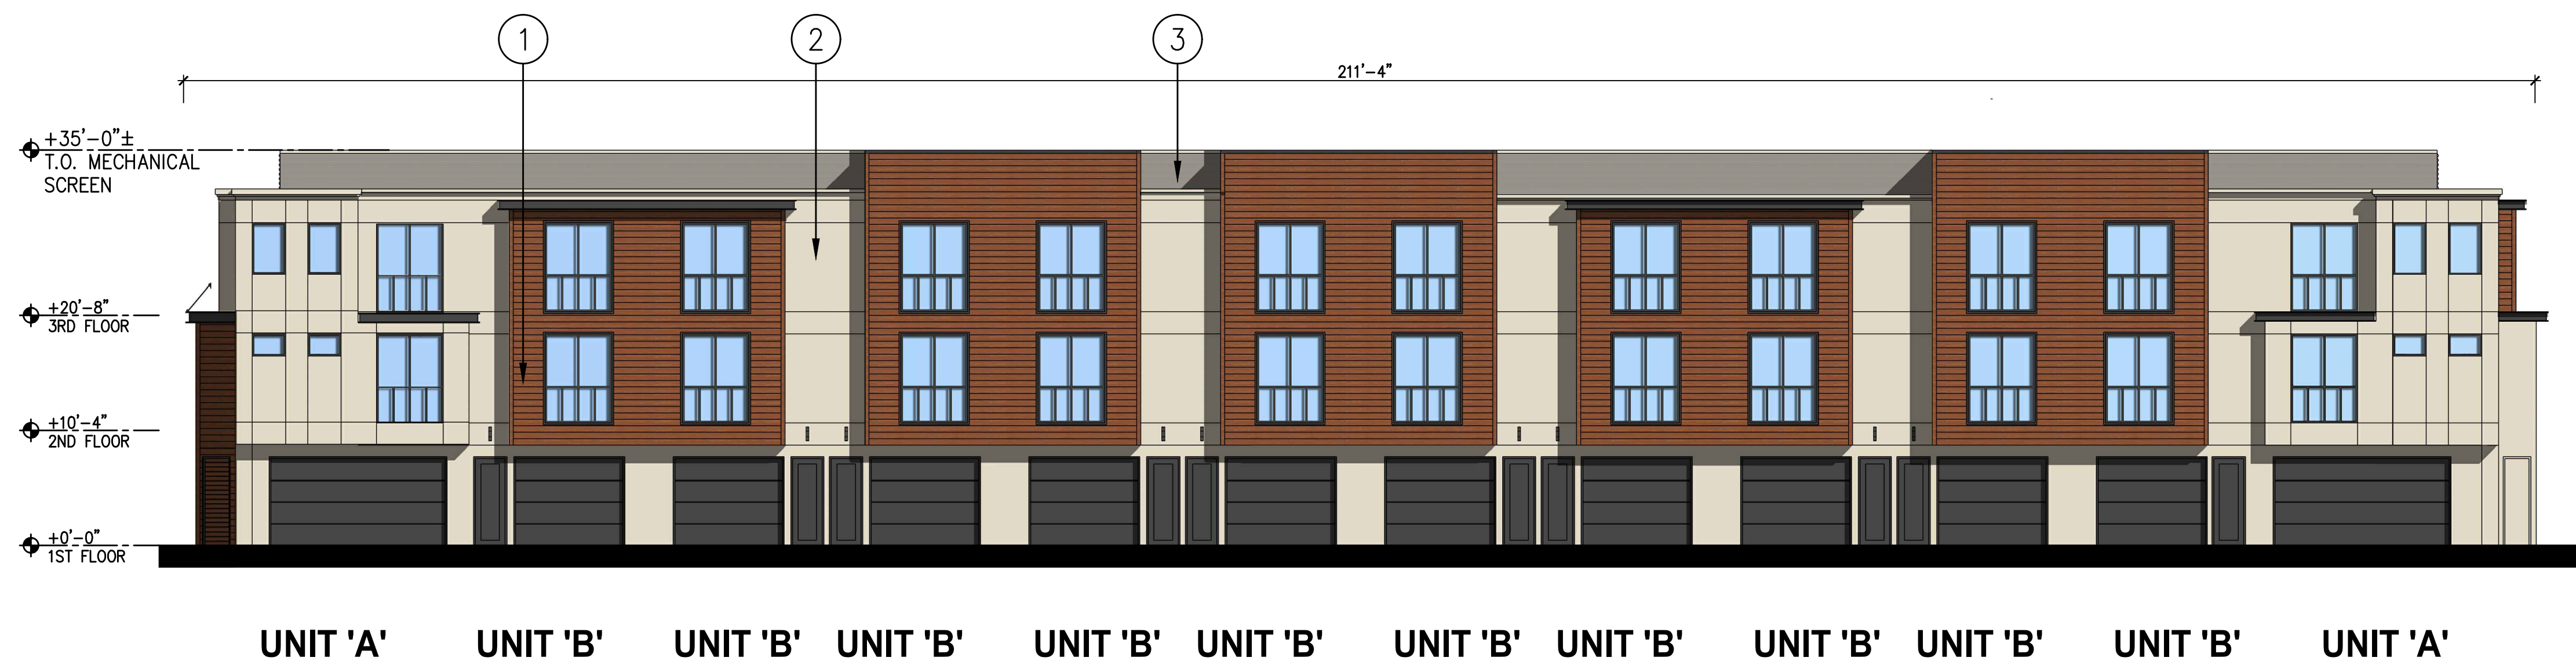 1
2
3
211'-4"
+35'-0"±
T.O. MECHANICAL
SCREEN
+20'-8"
3RD FLOOR
+10'-4"
2ND FLOOR
+0'-0"
1ST FLOOR
UNIT 'A' UNIT 'B' UNIT 'B' UNIT 'B' UNIT 'B' UNIT 'B' UNIT 'B' UNIT 'B' UNIT 'B' UNIT 'B' UNIT 'B' UNIT 'A'